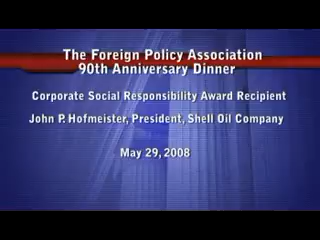 The Foreign Policy Association
90th Anniversary Dinner
Corporate Social Responsibility Award Recipient
John P. Hofmeister, President, Shell Oil Company
May 29, 2008